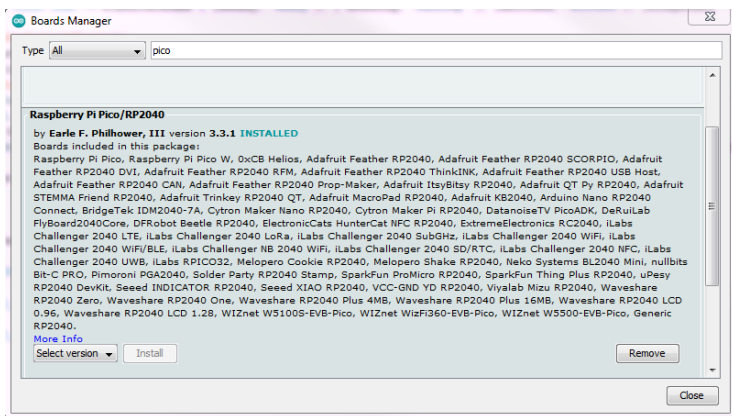 Boards Manager
Type All pico
Raspberry Pi Pico/RP2040
by Earle F. Philhower, III version 3.3.1 INSTALLED
Boards included in this package:
Raspberry Pi Pico, Raspberry Pi Pico W, 0xCB Helios, Adafruit Feather RP2040, Adafruit Feather RP2040 SCORPIO, Adafruit
Feather RP2040 DVI, Adafruit Feather RP2040 RFM, Adafruit Feather RP2040 ThinkINK, Adafruit Feather RP2040 USB Host,
Adafruit Feather RP2040 CAN, Adafruit Feather RP2040 Prop-Maker, Adafruit ItsyBitsy RP2040, Adafruit QT Py RP2040, Adafruit
STEMMA Friend RP2040, Adafruit Trinkey RP2040 QT, Adafruit MacroPad RP2040, Adafruit KB2040, Arduino Nano RP2040
Connect, BridgeTek IDM2040-7A, Cytron Maker Nano RP2040, Cytron Maker Pi RP2040, DatanoiseTV PicoADK, DeRuiLab
FlyBoard2040Core, DFRobot Beetle RP2040, ElectronicCats HunterCat NFC RP2040, ExtremeElectronics RC2040, iLabs
Challenger 2040 LTE, iLabs Challenger 2040 LoRa, iLabs Challenger 2040 SubGHz, iLabs Challenger 2040 WiFi, iLabs
Challenger 2040 WiFi/BLE, iLabs Challenger NB 2040 WiFi, iLabs Challenger 2040 SD/RTC, iLabs Challenger 2040 NFC, iLabs
Challenger 2040 UWB, iLabs RPICO32, Melopero Cookie RP2040, Melopero Shake RP2040, Neko Systems BL2040 Mini, nullbits
Bit-C PRO, Pimoroni PGA2040, Solder Party RP2040 Stamp, SparkFun ProMicro RP2040, SparkFun Thing Plus RP2040, uPesy
RP2040 DevKit, Seeed INDICATOR RP2040, Seeed XIAO RP2040, VCC-GND YD RP2040, Viyalab Mizu RP2040, Waveshare
RP2040 Zero, Waveshare RP2040 One, Waveshare RP2040 Plus 4MB, Waveshare RP2040 Plus 16MB, Waveshare RP2040 LCD
0.96, Waveshare RP2040 LCD 1.28, WIZnet W5100S-EVB-Pico, WIZnet WizFi360-EVB-Pico, WIZnet W5500-EVB-Pico, Generic
RP2040.
More Info
Select version Install Remove
Close